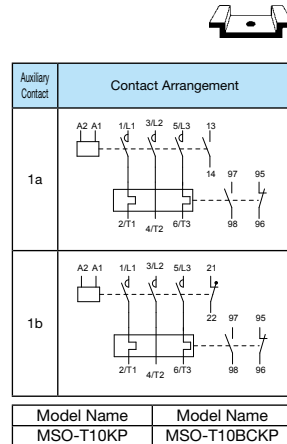 Auxiliary Contact
Contact Arrangement
1a
A2 A1 1/L1 3/L2 5/L3 13
14 97 95
2/T1 4/T2 6/T3 98 96
1b
A2 A1 1/L1 3/L2 5/L3 21
22 97 95
2/T1 4/T2 6/T3 98 96
Model Name Model Name
MSO-T10KP MSO-T10BCKP